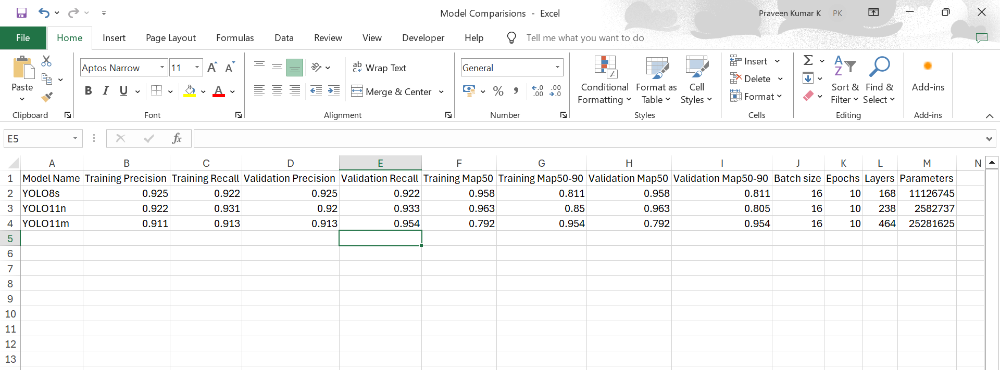 Model Comparisions - Excel
Praveen Kumar K PK
File Home Insert Page Layout Formulas Data Review View Developer Help Tell me what you want to do
Aptos Narrow 11 A A ab Wrap Text General Insert
Paste B I U A Merge & Center % Conditional Formatting Format as Table Cell Styles Delete Format Sort & Filter Find & Select Add-ins
Clipboard Font Alignment Number Styles Cells Editing Add-ins
E5 fx
A B C D E F G H I J K L M N
1 Model Name Training Precision Training Recall Validation Precision Validation Recall Training Map50 Training Map50-90 Validation Map50 Validation Map50-90 Batch size Epochs Layers Parameters
2 YOLO8s 0.925 0.922 0.925 0.922 0.958 0.811 0.958 0.811 16 10 168 11126745
3 YOLO11n 0.922 0.931 0.92 0.933 0.963 0.85 0.963 0.805 16 10 238 2582737
4 YOLO11m 0.911 0.913 0.913 0.954 0.792 0.954 0.792 0.954 16 10 464 25281625
5
6
7
8
9
10
11
12
13